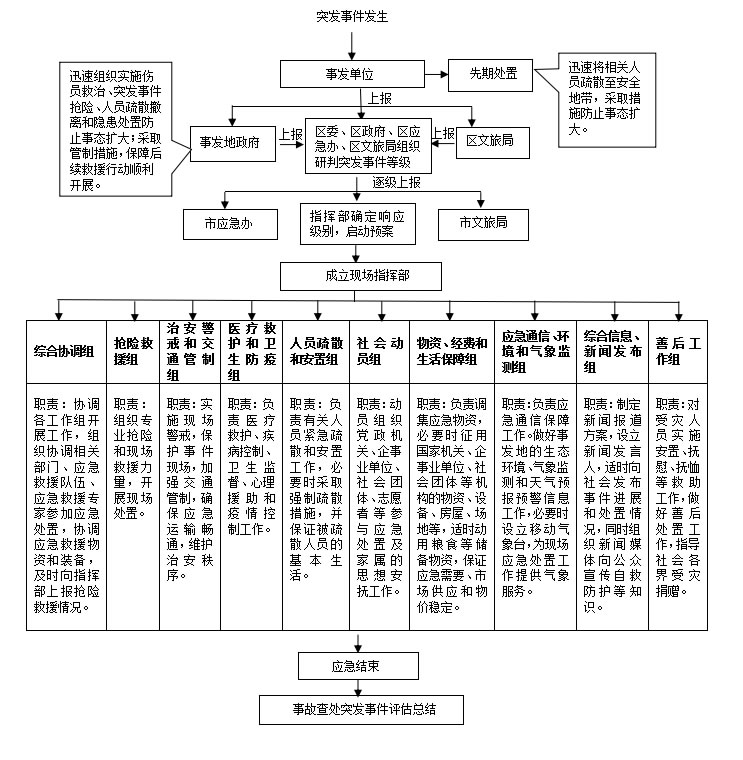 突发事件发生
事发单位
先期处置
迅速将相关人
员疏散至安全
地带，采取措
施防止事态扩
大。
迅速组织实施伤
员救治、突发事件
抢险、人员疏散撤
离和隐患处置防
止事态扩大；采取
管制措施，保障后
续救援行动顺利
开展。
上报
事发地政府
上报
区委、区政府、区应
急办、区文旅局组织
研判突发事件等级
上报
区文旅局
逐级上报
市应急办
指挥部确定响应
级别，启动预案
市文旅局
成立现场指挥部
综合协调组
抢险救
援组
治安警
戒和交
通管制
组
医疗救
护和卫
生防疫
组
人员疏散
和安置组
社会动
员组
物资、经费和
生活保障组
应急通信、环
境和气象监
测组
综合信息、
新闻发布
组
善后工
作组
职责：协调
各工作组开
展工作，组
织协调相关
部门、应急
救援队伍、
应急救援专
家参加应急
处置，协调
应急救援物
资和装备，
及时向指挥
部上报抢险
救援情况。
职责：
组织专
业抢险
和现场
救援力
量，开
展现场
处置。
职责：实
施现场
警戒，保
护事件
现场，加
强交通
管制，确
保应急
运输畅
通，维护
治安秩
序。
职责：负
责医疗
救护、疾
病控制、
卫生监
督、心理
援助和
疫情控
制工作。
职责：负
责有关人
员紧急疏散
和安置
工作，必
要时采取
强制疏散
措施，并
保证被疏
散人员的
基本生
活。
职责：动
员组织
党政机
关、企事
业单位、
社会团
体、志愿
者等参
与应急
处置及
家属的
思想安
抚工作。
职责：负责调
集应急物资，
必要时征用
国家机关、企
事业单位、社
会团体等机
构的物资、设
备、房屋、场
地等，适时动
用粮食等储
备物资，保证
应急需要、市
场供应和物
价稳定。
职责：负责应
急通信保障
工作。做好事
发地的生态
环境、气象监
测和天气预
报预警信息
工作，必要时
设立移动气
象台，为现场
应急处置工
作提供气象
服务。
职责：制定
新闻报道
方案，设立
新闻发言
人，适时向
社会发布
事件进展
和处置情
况，同时组
织新闻媒
体向公众
宣传自救
防护等知
识。
职责：对
受灾人
员实施
安置、抚
慰、抚恤
等救助
工作，做
好善后
处置工
作，指导
社会各
界受灾
捐赠。
应急结束
事故查处突发事件评估总结